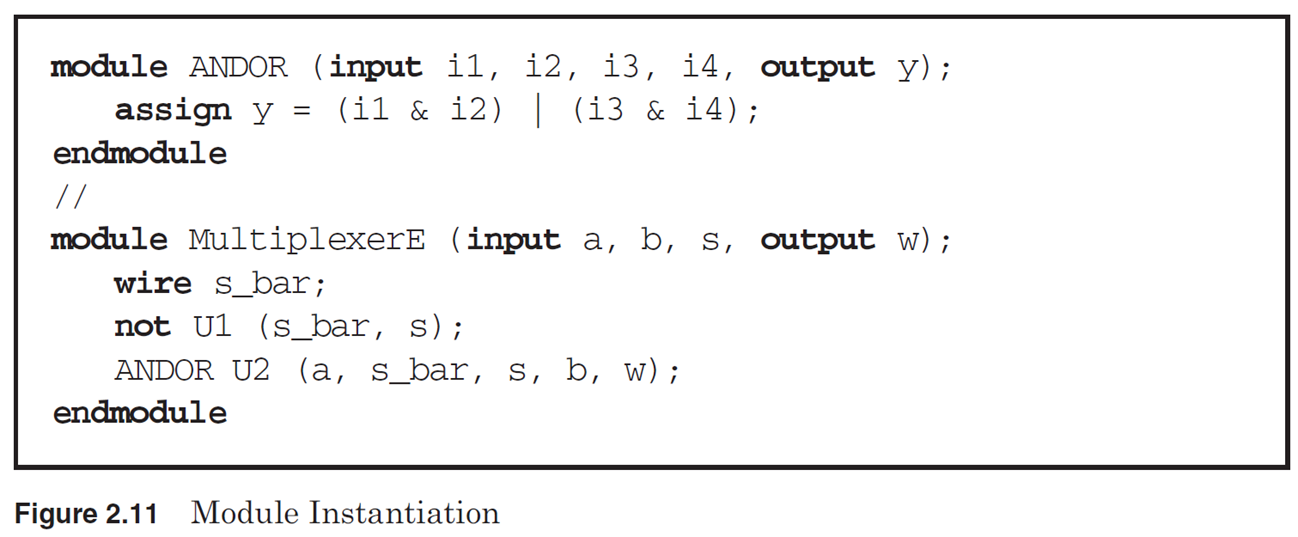 module ANDOR (input i1, i2, i3, i4, output y);
assign y = (i1 & i2) | (i3 & i4);
endmodule
//
module MultiplexerE (input a, b, s, output w);
wire s_bar;
not U1 (s_bar, s);
ANDOR U2 (a, s_bar, s, b, w);
endmodule
Figure 2.11 Module Instantiation